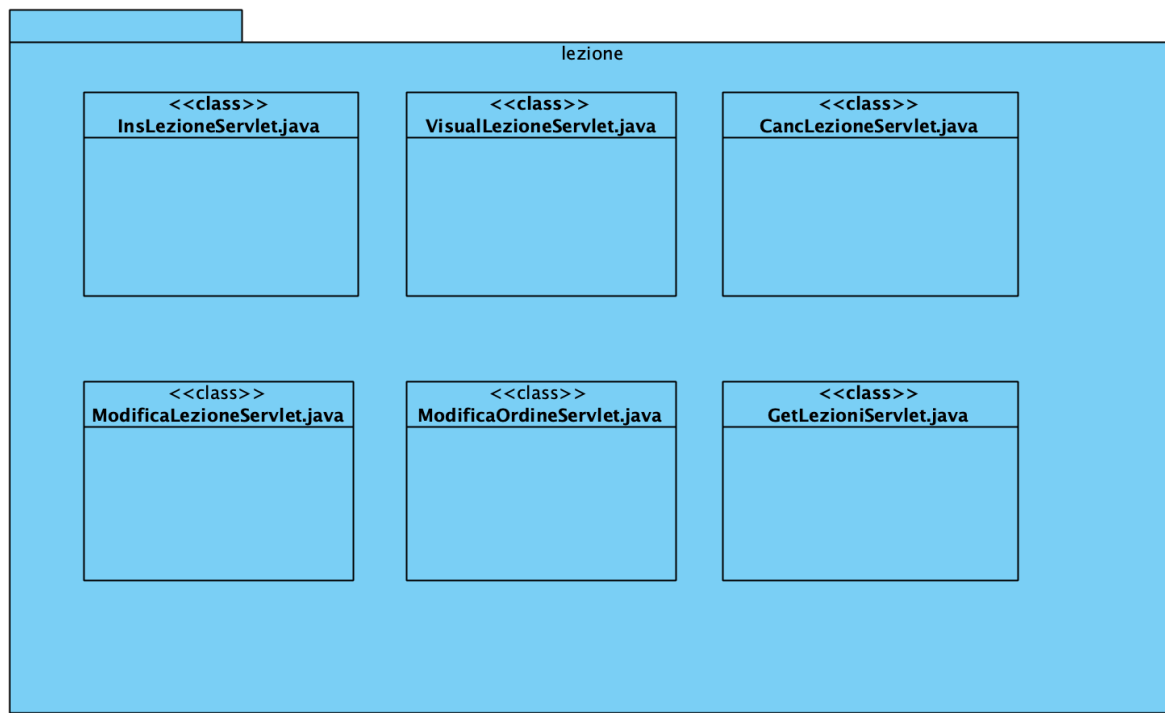 lezione
<<class>>
InsLezioneServlet.java
<<class>>
VisualLezioneServlet.java
<<class>>
CancLezioneServlet.java
<<class>>
ModificaLezioneServlet.java
<<class>>
ModificaOrdineServlet.java
<<class>>
GetLezioniServlet.java